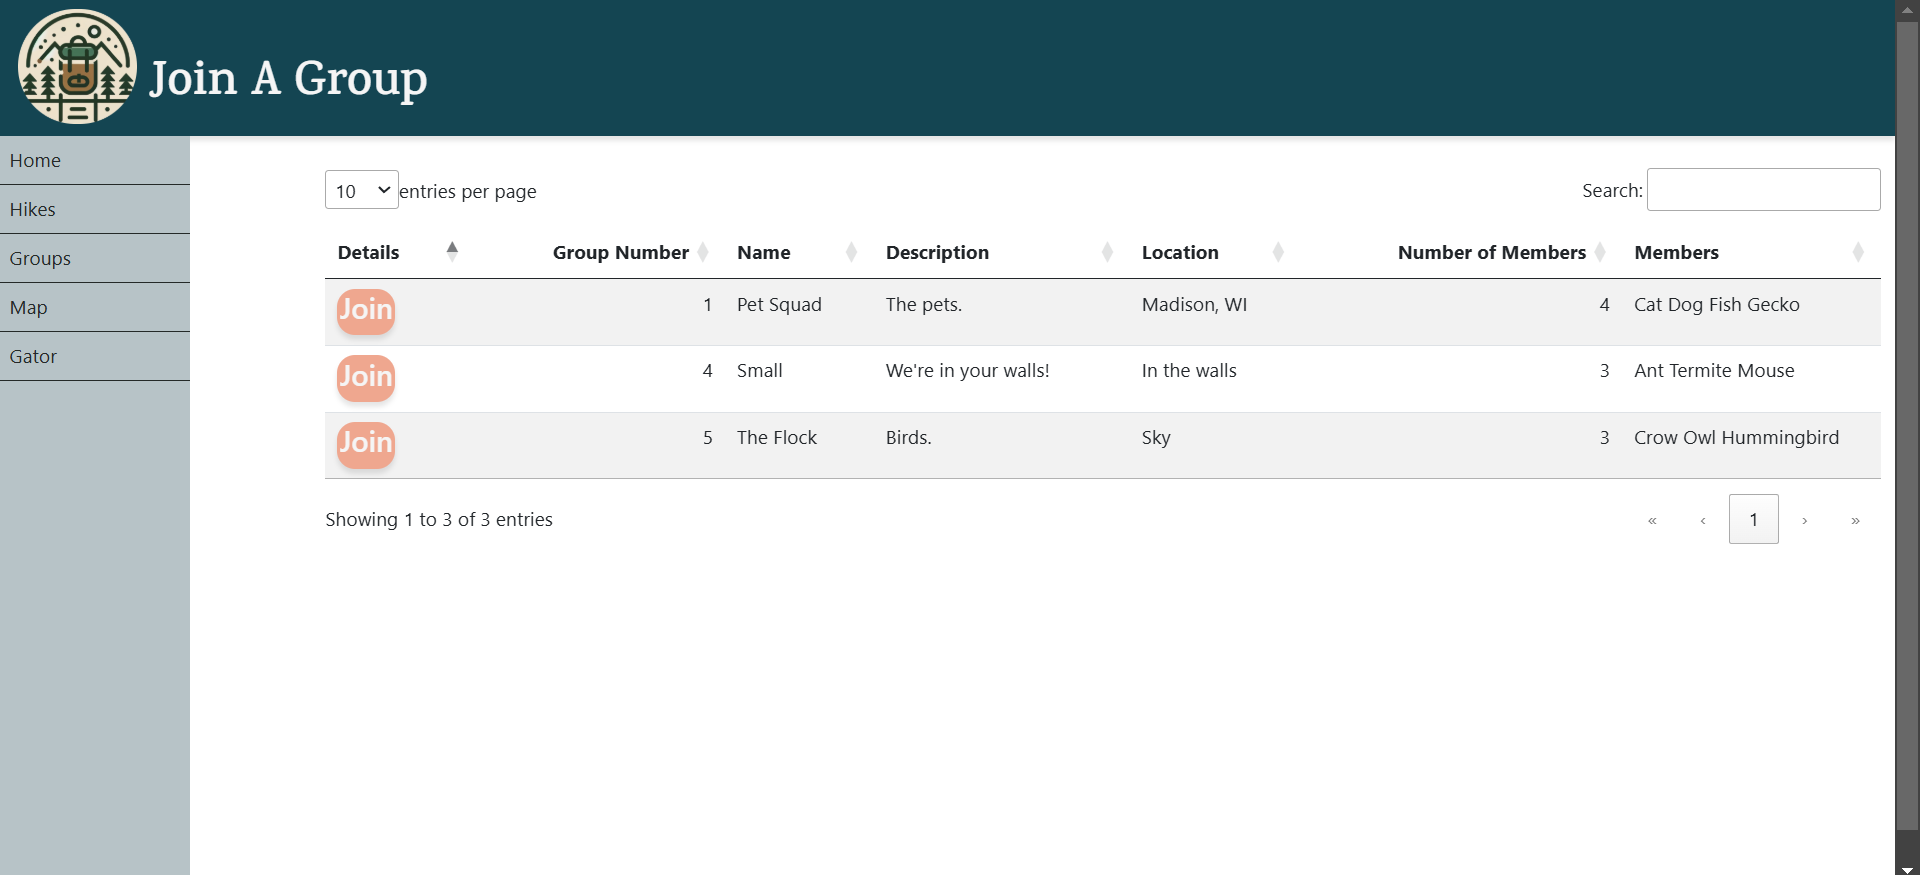 Join A Group
Home
Hikes
Groups
Map
Gator
10 entries per page
Search:
Details Group Number Name Description Location Number of Members Members
Join 1 Pet Squad The pets. Madison, WI 4 Cat Dog Fish Gecko
Join 4 Small We're in your walls! In the walls 3 Ant Termite Mouse
Join 5 The Flock Birds. Sky 3 Crow Owl Hummingbird
Showing 1 to 3 of 3 entries
« ‹ 1 › »